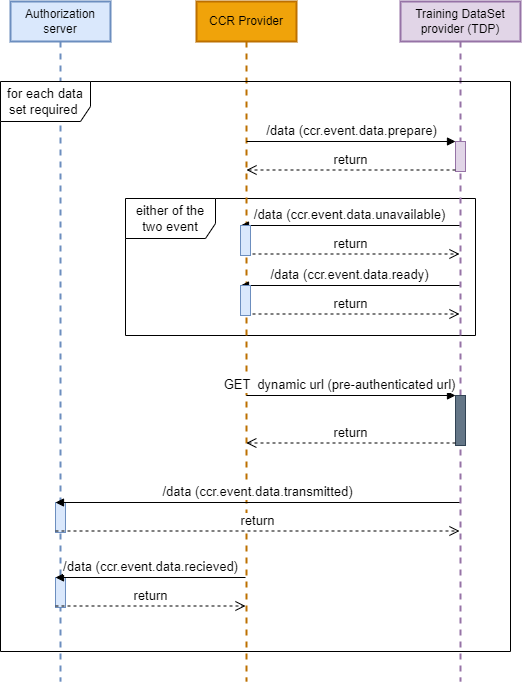 Authorization
server
CCR Provider
Training DataSet
provider (TDP)
for each data
set required
/data (ccr.event.data.prepare)
return
either of the
two event
/data (ccr.event.data.unavailable)
return
/data (ccr.event.data.ready)
return
GET dynamic url (pre-authenticated url)
return
/data (ccr.event.data.transmitted)
return
/data (ccr.event.data.recieved)
return